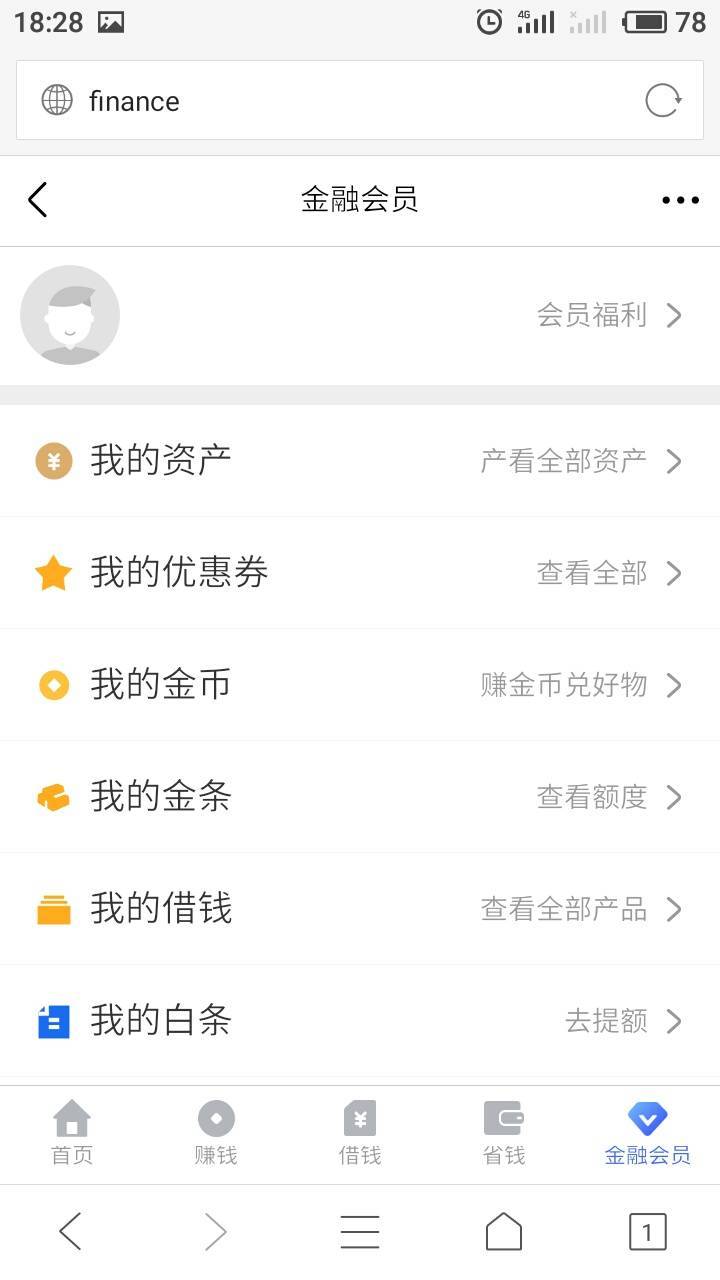 18:28 4G 78
finance
金融会员
会员福利
我的资产 产看全部资产
我的优惠券 查看全部
我的金币 赚金币兑好物
我的金条 查看额度
我的借钱 查看全部产品
我的白条 去提额
首页 赚钱 借钱 省钱 金融会员
1